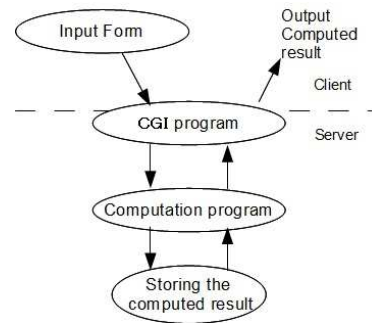 Input Form
Output
Computed
result
Client
CGI program
Server
Computation program
Storing the
computed result